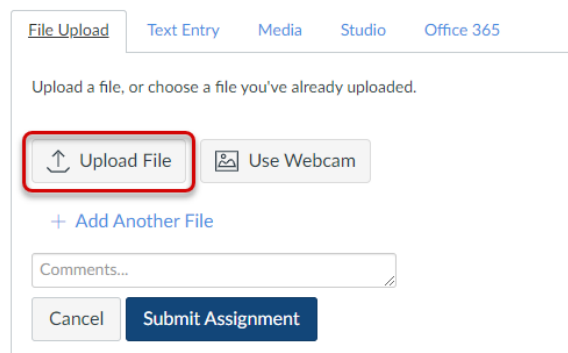 File Upload Text Entry Media Studio Office 365
Upload a file, or choose a file you've already uploaded.
Upload File Use Webcam
+ Add Another File
Comments...
Cancel Submit Assignment